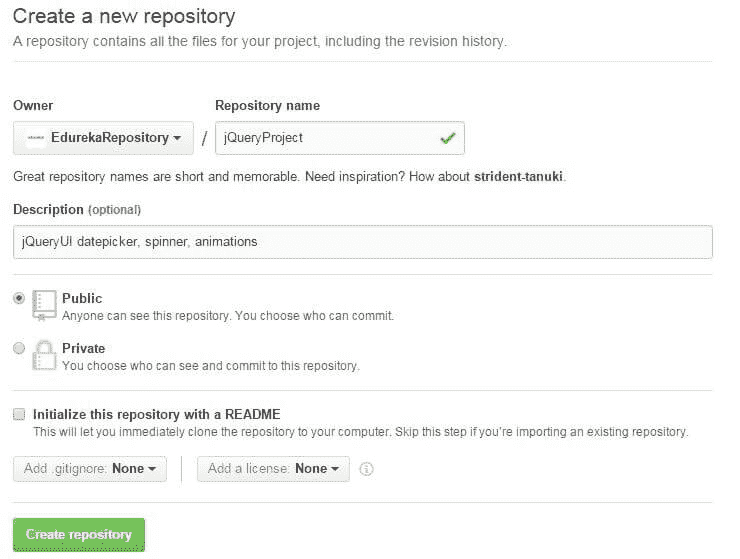 Create a new repository
A repository contains all the files for your project, including the revision history.
Owner
Repository name
EdurekaRepository / jQueryProject
Great repository names are short and memorable. Need inspiration? How about strident-tanuki.
Description (optional)
jQueryUI datepicker, spinner, animations
Public
Anyone can see this repository. You choose who can commit.
Private
You choose who can see and commit to this repository.
Initialize this repository with a README
This will let you immediately clone the repository to your computer. Skip this step if you're importing an existing repository.
Add .gitignore: None
Add a license: None
Create repository